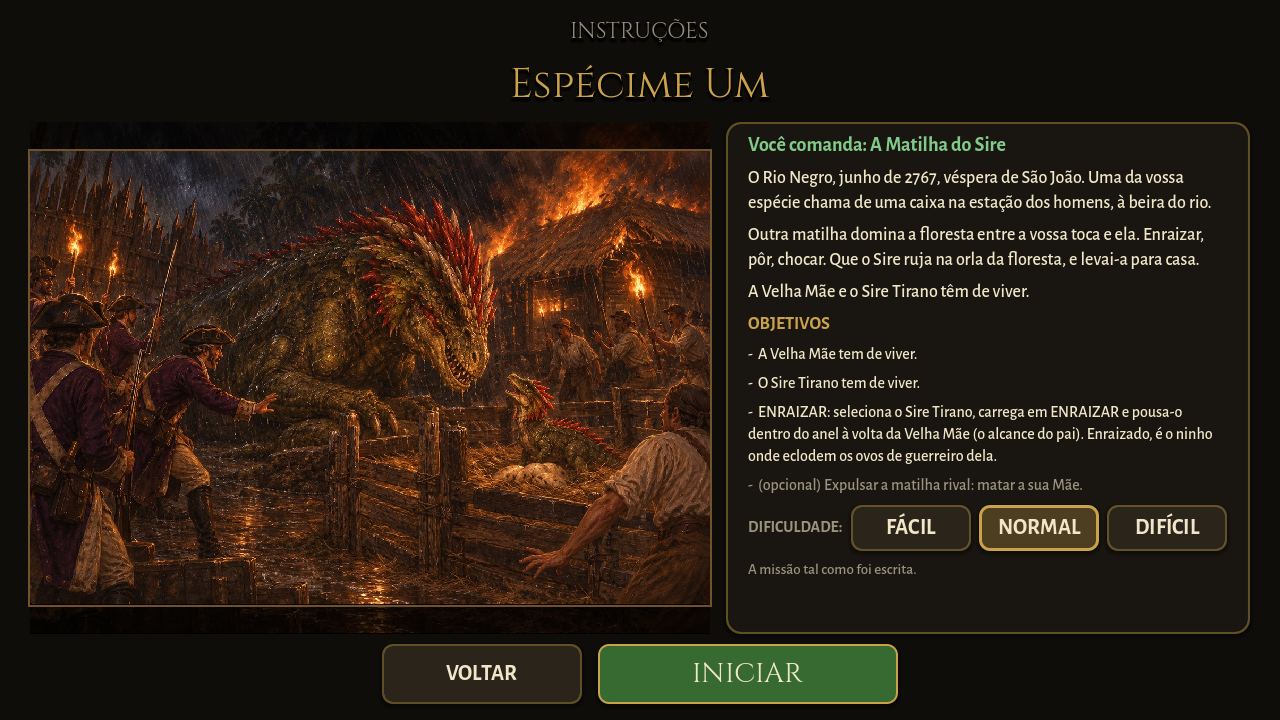 INSTRUÇÕES
Espécime Um
Você comanda: A Matilha do Sire
O Rio Negro, junho de 2767, véspera de São João. Uma da vossa
espécie chama de uma caixa na estação dos homens, à beira do rio.
Outra matilha domina a floresta entre a vossa toca e ela. Enraizar,
pôr, chocar. Que o Sire ruja na orla da floresta, e levai-a para casa.
A Velha Mãe e o Sire Tirano têm de viver.
OBJETIVOS
- A Velha Mãe tem de viver.
- O Sire Tirano tem de viver.
- ENRAIZAR: seleciona o Sire Tirano, carrega em ENRAIZAR e pousa-o
dentro do anel à volta da Velha Mãe (o alcance do pai). Enraizado, é o ninho
onde eclodem os ovos de guerreiro dela.
- (opcional) Expulsar a matilha rival: matar a sua Mãe.
DIFICULDADE: FÁCIL NORMAL DIFÍCIL
A missão tal como foi escrita.
VOLTAR INICIAR